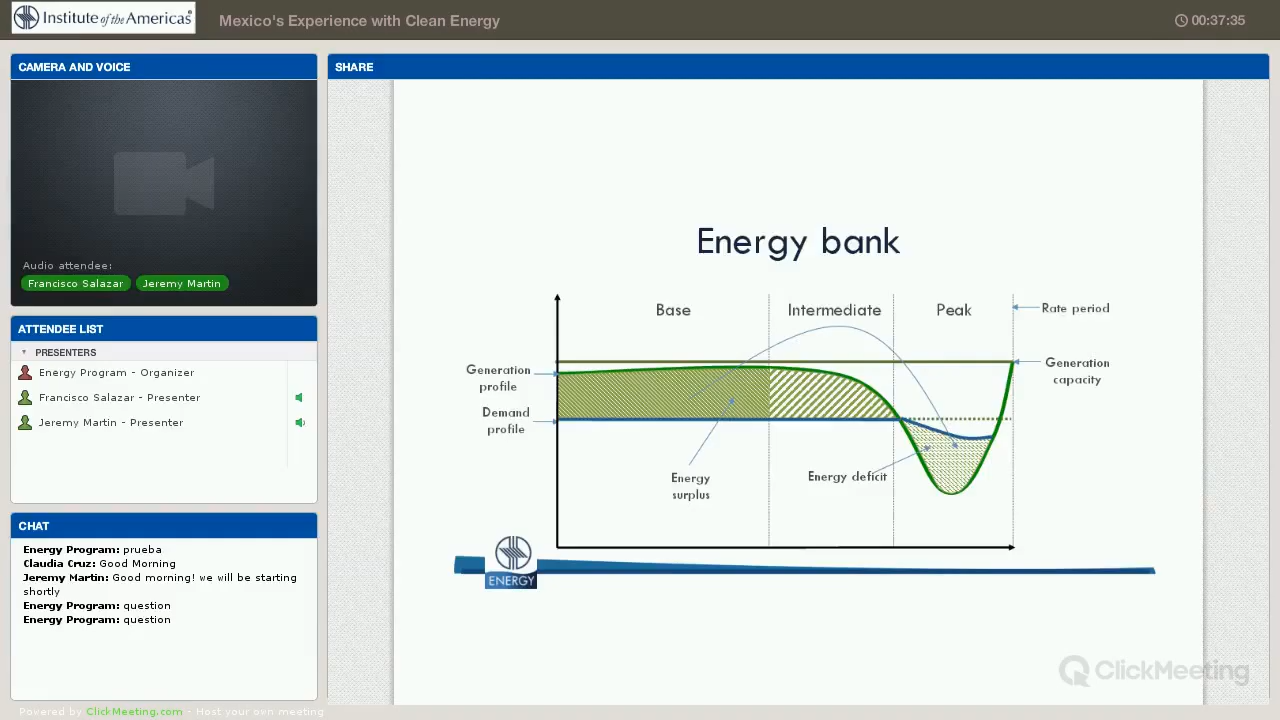 Institute of the Americas
Mexico's Experience with Clean Energy
00:37:35
CAMERA AND VOICE
Audio attendee:
Francisco Salazar
Jeremy Martin
ATTENDEE LIST
PRESENTERS
Energy Program - Organizer
Francisco Salazar - Presenter
Jeremy Martin - Presenter
CHAT
Energy Program: prueba
Claudia Cruz: Good Morning
Jeremy Martin: Good morning! we will be starting
shortly
Energy Program: question
Energy Program: question
Powered by ClickMeeting.com - Host your own meeting
SHARE
Energy bank
Base
Intermediate
Peak
Rate period
Generation
profile
Generation
capacity
Demand
profile
Energy
surplus
Energy deficit
ENERGY
ClickMeeting